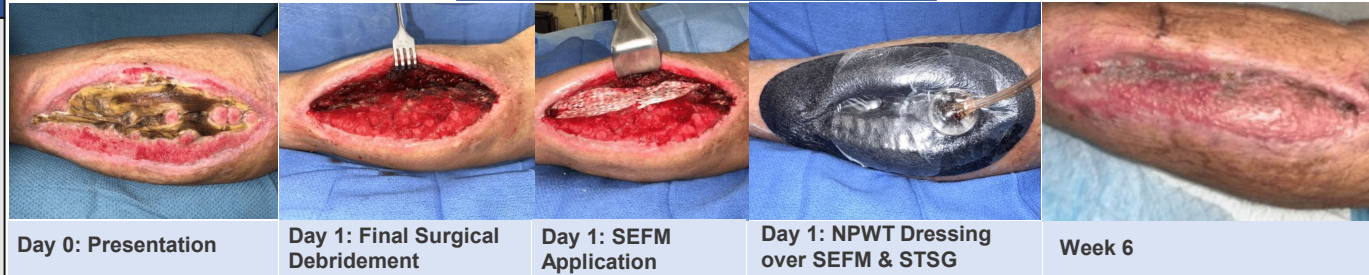 Day 0: Presentation
Day 1: Final Surgical
Debridement
Day 1: SEFM
Application
Day 1: NPWT Dressing
over SEFM & STSG
Week 6